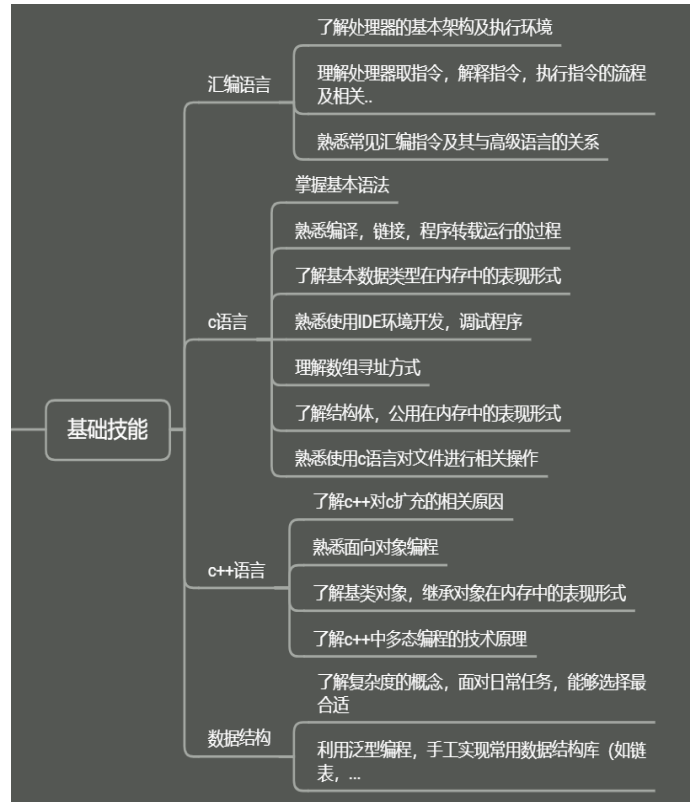 了解处理器的基本架构及执行环境
汇编语言
理解处理器取指令，解释指令，执行指令的流程
及相关..
熟悉常见汇编指令及其与高级语言的关系
掌握基本语法
熟悉编译，链接，程序转载运行的过程
了解基本数据类型在内存中的表现形式
c语言
熟悉使用IDE环境开发，调试程序
理解数组寻址方式
基础技能
了解结构体，公用在内存中的表现形式
熟悉使用c语言对文件进行相关操作
了解c++对c扩充的相关原因
熟悉面向对象编程
c++语言
了解基类对象，继承对象在内存中的表现形式
了解c++中多态编程的技术原理
了解复杂度的概念，面对日常任务，能够选择最
合适
数据结构
利用泛型编程，手工实现常用数据结构库（如链
表，...